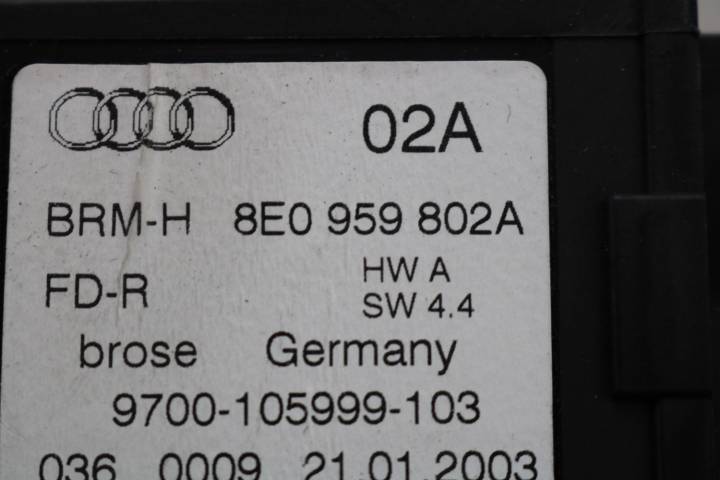 02A
BRM-H 8E0 959 802A
FD-R HW A
SW 4.4
brose Germany
9700-105999-103
036 0009 21.01.2003